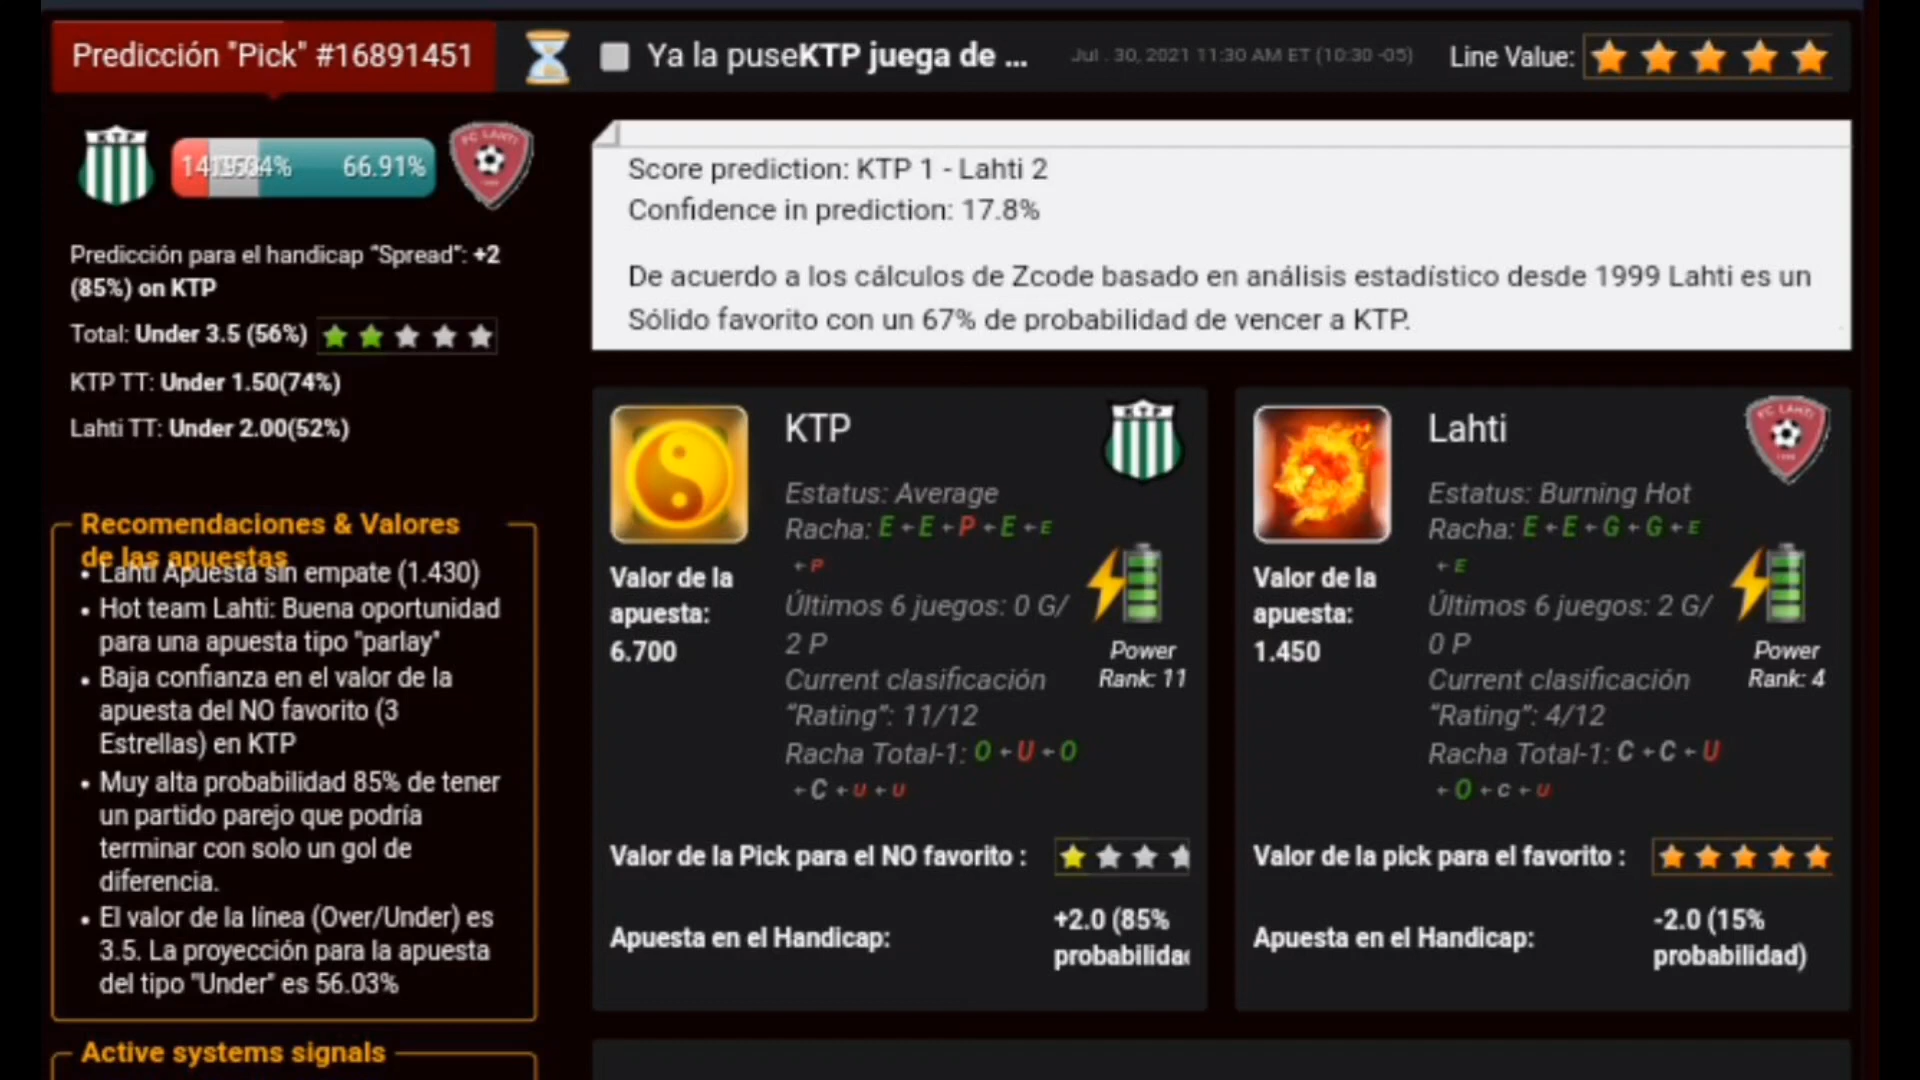 Predicción "Pick" #16891451
Ya la puseKTP juega de ...
Jul . 30, 2021 11:30 AM ET (10:30 -05)
Line Value:
KTP
66.91%
FC LAHTI
Score prediction: KTP 1 - Lahti 2
Confidence in prediction: 17.8%
De acuerdo a los cálculos de Zcode basado en análisis estadístico desde 1999 Lahti es un
Sólido favorito con un 67% de probabilidad de vencer a KTP.
Predicción para el handicap “Spread”: +2
(85%) on KTP
Total: Under 3.5 (56%)
KTP TT: Under 1.50(74%)
Lahti TT: Under 2.00(52%)
Recomendaciones & Valores
de las apuestas
• Lahti Apuesta sin empate (1.430)
• Hot team Lahti: Buena oportunidad
para una apuesta tipo "parlay"
• Baja confianza en el valor de la
apuesta del NO favorito (3
Estrellas) en KTP
• Muy alta probabilidad 85% de tener
un partido parejo que podría
terminar con solo un gol de
diferencia.
• El valor de la línea (Over/Under) es
3.5. La proyección para la apuesta
del tipo "Under" es 56.03%
Active systems signals
KTP
KTP
Estatus: Average
Racha: E ← E ← P ← E ← E
← P
Valor de la
apuesta:
6.700
Últimos 6 juegos: 0 G/
2 P
Power
Rank: 11
Current clasificación
“Rating”: 11/12
Racha Total-1: O ← U ← O
← C ← U ← U
Valor de la Pick para el NO favorito :
Apuesta en el Handicap:
+2.0 (85%
Lahti
FC LAHTI
Estatus: Burning Hot
Racha: E ← E ← G ← G ← E
← E
Valor de la
apuesta:
1.450
Últimos 6 juegos: 2 G/
0 P
Power
Rank: 4
Current clasificación
“Rating”: 4/12
Racha Total-1: C ← C ← U
← O ← C ← U
Valor de la pick para el favorito :
Apuesta en el Handicap:
-2.0 (15%
probabilidad)